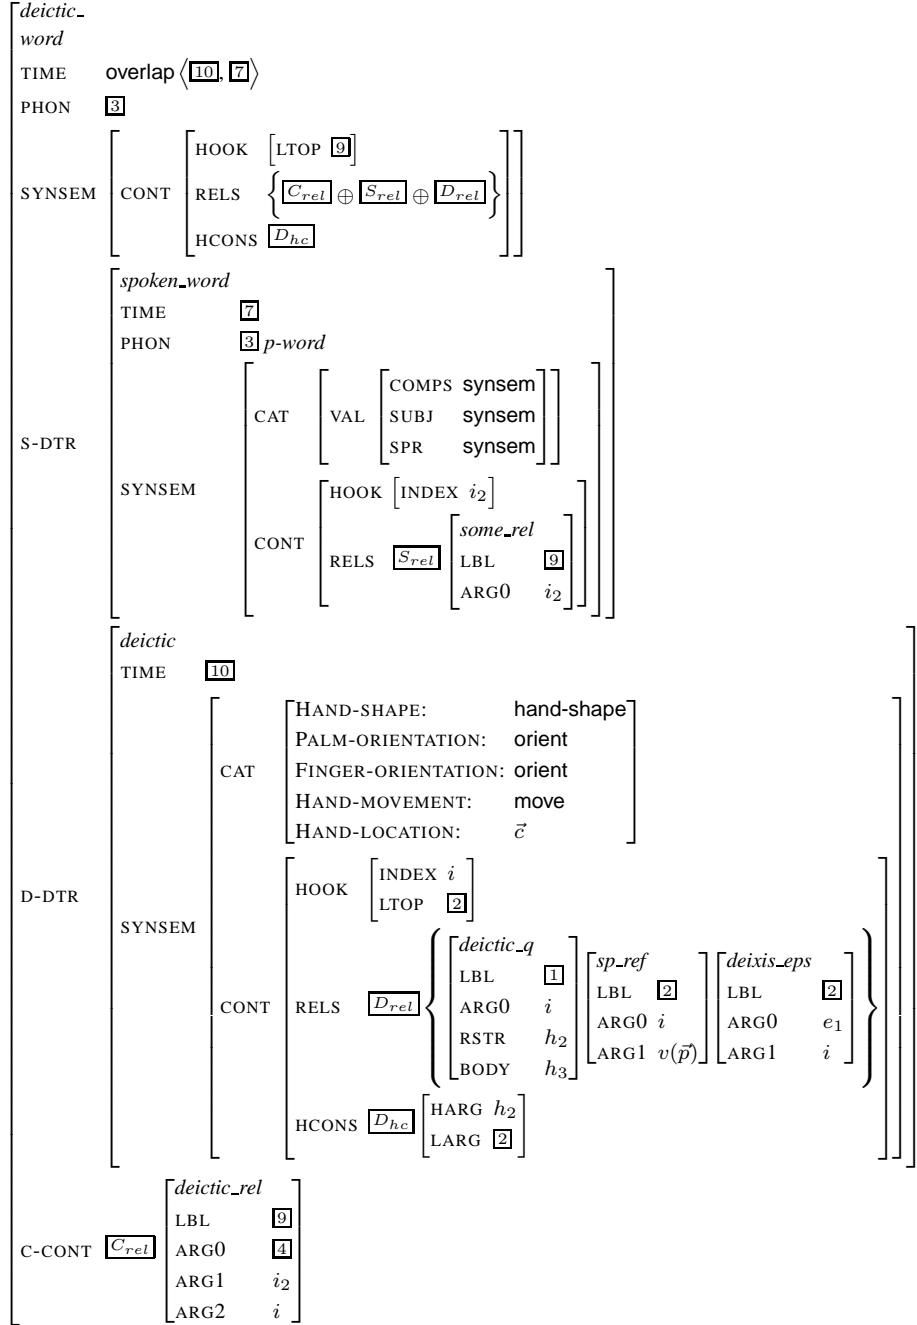 deictic_
word
TIME overlap ⟨10, 7⟩
PHON 3
SYNSEM CONT HOOK [LTOP 9]
RELS {C_rel ⊕ S_rel ⊕ D_rel}
HCONS D_hc
spoken_word
TIME 7
PHON 3 p-word
COMPS synsem
CAT VAL SUBJ synsem
SPR synsem
S-DTR
SYNSEM
HOOK [INDEX i₂]
some_rel
CONT RELS S_rel LBL 9
ARG0 i₂
deictic
TIME 10
HAND-SHAPE: hand-shape
PALM-ORIENTATION: orient
CAT FINGER-ORIENTATION: orient
HAND-MOVEMENT: move
HAND-LOCATION: c⃗
D-DTR
SYNSEM
HOOK INDEX i
LTOP 2
deictic_q sp_ref deixis_eps
LBL 1 LBL 2 LBL 2
CONT RELS D_rel ARG0 i ARG0 i ARG0 e₁
RSTR h₂ ARG1 v(p⃗) ARG1 i
BODY h₃
HCONS D_hc HARG h₂
LARG 2
deictic_rel
LBL 9
C-CONT C_rel ARG0 4
ARG1 i₂
ARG2 i